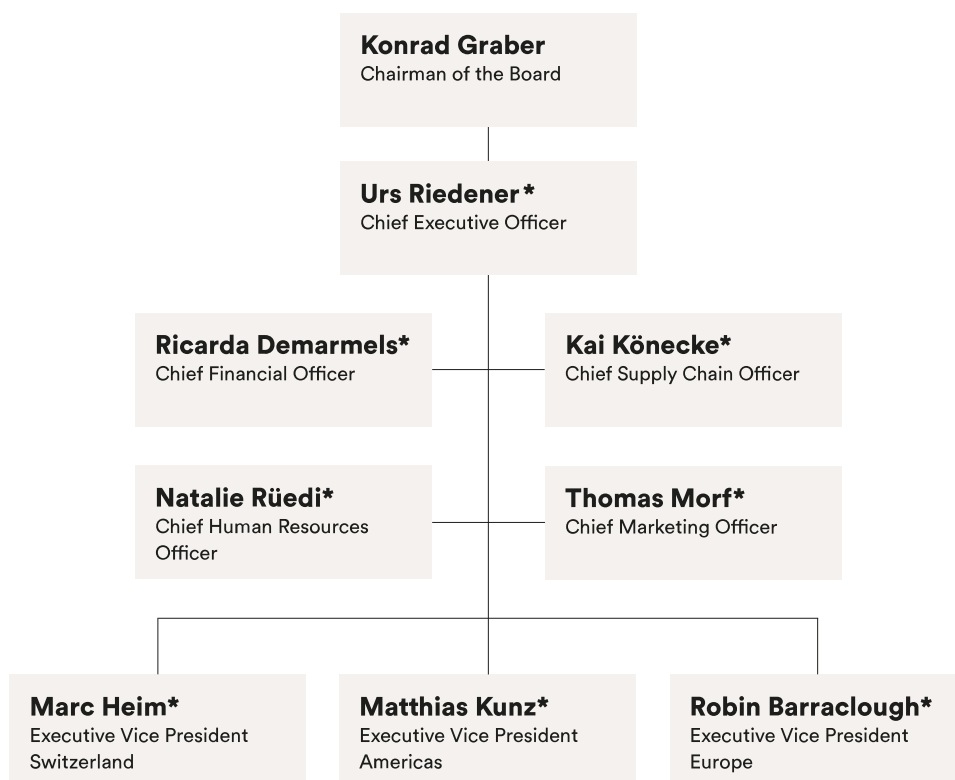 Konrad Graber
Chairman of the Board
Urs Riedener*
Chief Executive Officer
Ricarda Demarmels*
Chief Financial Officer
Kai Könecke*
Chief Supply Chain Officer
Natalie Rüedi*
Chief Human Resources
Officer
Thomas Morf*
Chief Marketing Officer
Marc Heim*
Executive Vice President
Switzerland
Matthias Kunz*
Executive Vice President
Americas
Robin Barraclough*
Executive Vice President
Europe